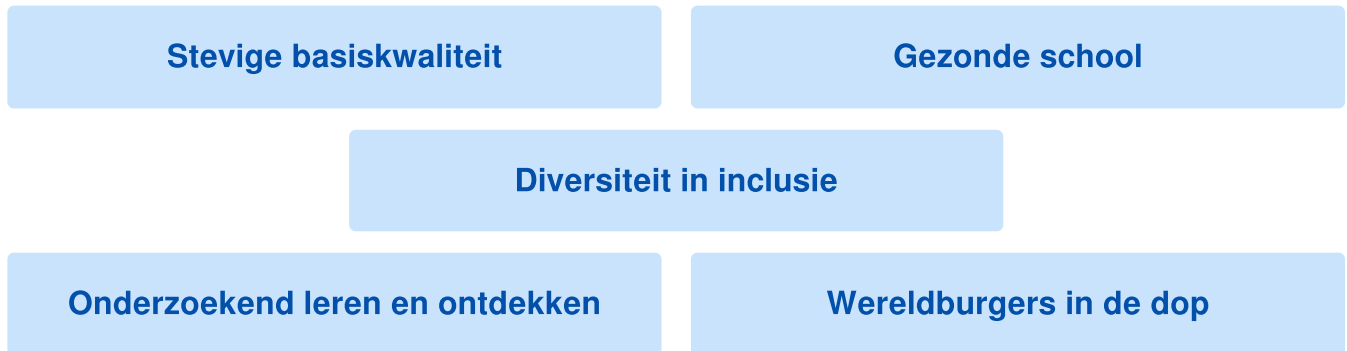 Stevige basiskwaliteit
Gezonde school
Diversiteit in inclusie
Onderzoekend leren en ontdekken
Wereldburgers in de dop